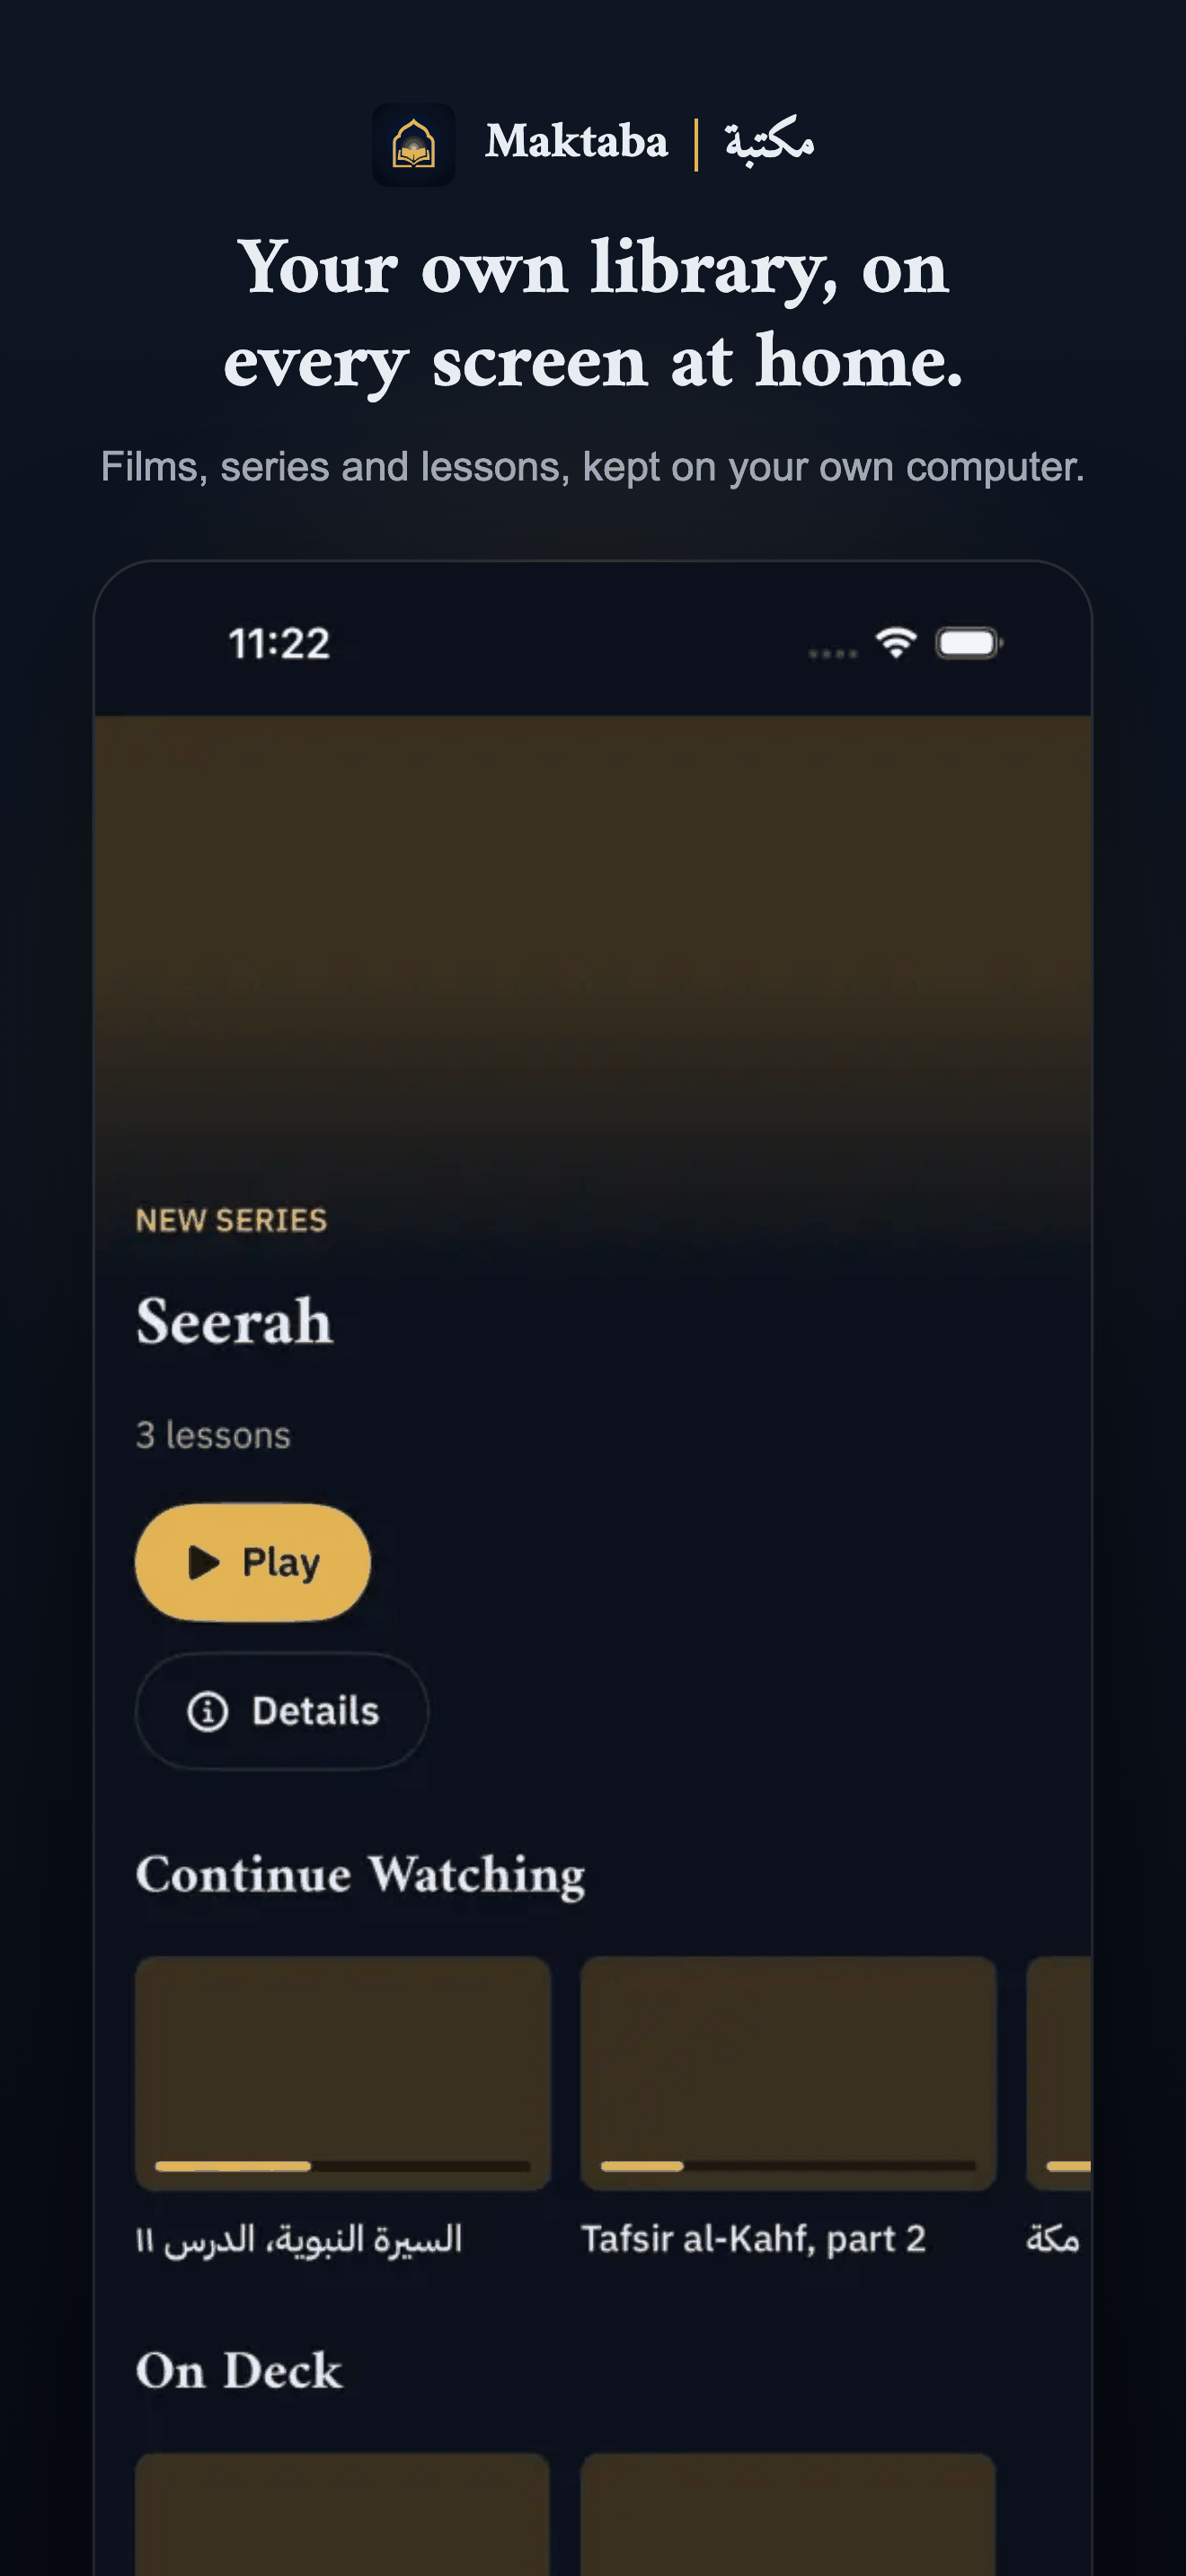 Maktaba | مكتبة
Your own library, on
every screen at home.
Films, series and lessons, kept on your own computer.
11:22
NEW SERIES
Seerah
3 lessons
Play
Details
Continue Watching
السيرة النبوية، الدرس ١١
Tafsir al-Kahf, part 2
مكة
On Deck